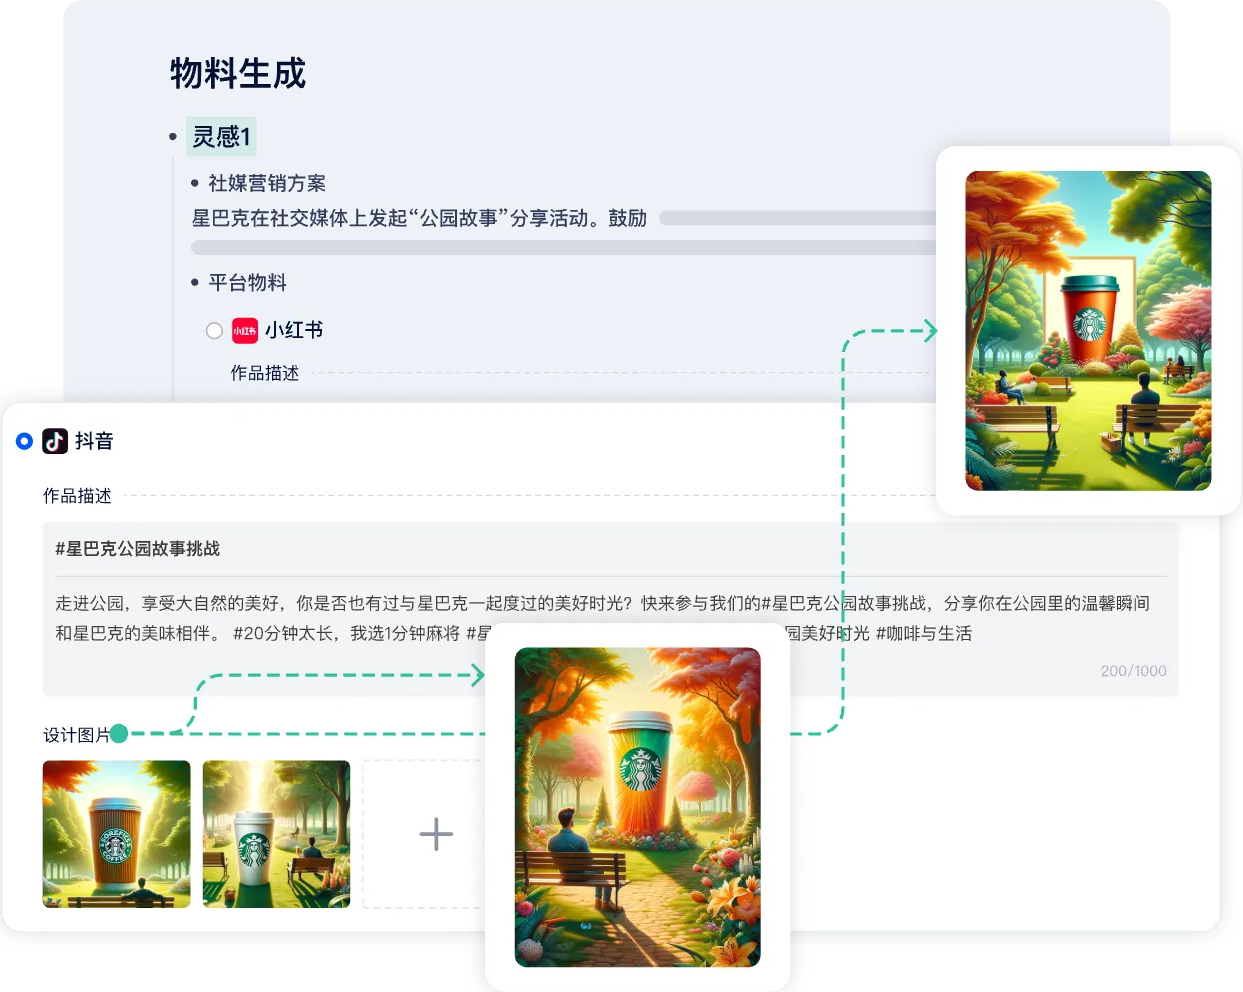 物料生成
灵感1
社媒营销方案
星巴克在社交媒体上发起“公园故事”分享活动。鼓励
平台物料
小红书 小红书
作品描述
抖音
作品描述
#星巴克公园故事挑战
走进公园，享受大自然的美好，你是否也有过与星巴克一起度过的美好时光？快来参与我们的#星巴克公园故事挑战，分享你在公园里的温馨瞬间
和星巴克的美味相伴。 #20分钟太长，我选1分钟麻将 #星 园美好时光 #咖啡与生活
200/1000
设计图片
COFFEE